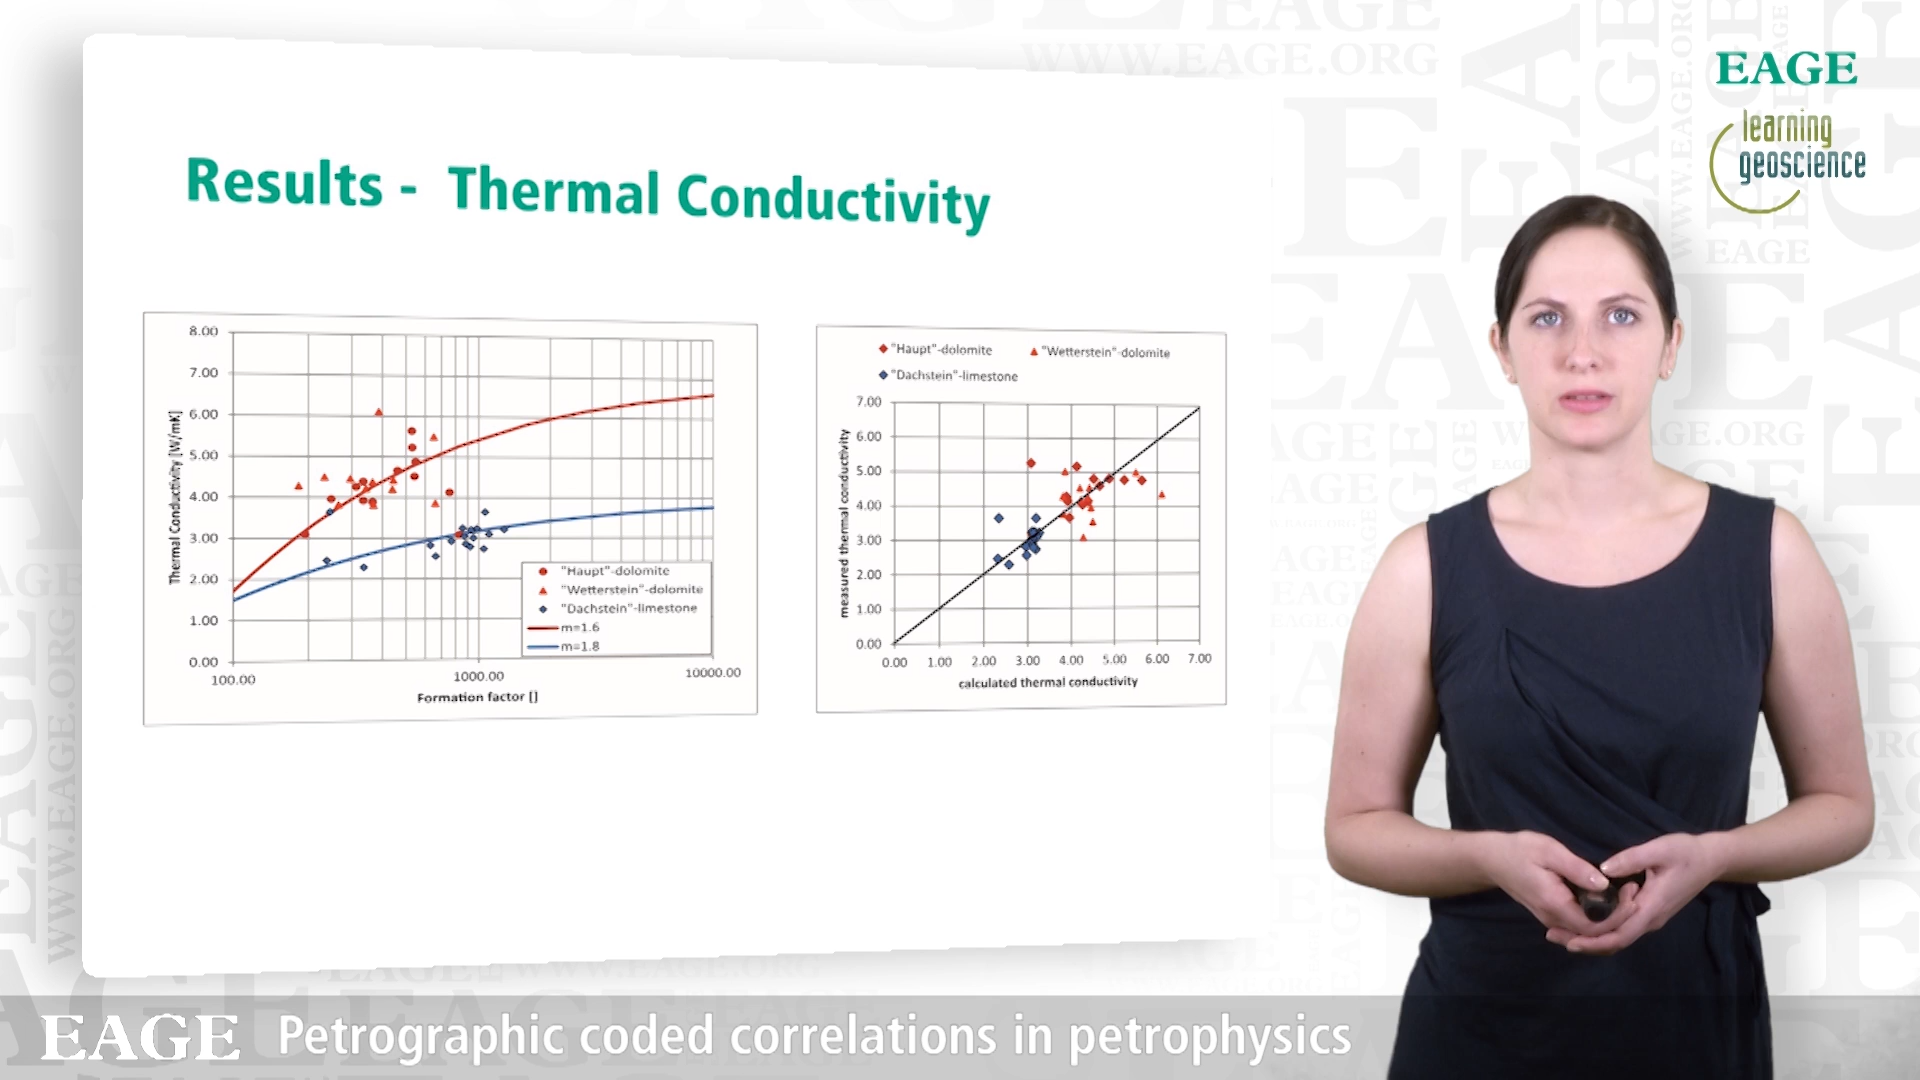 EAGE
WWW.EAGE.ORG
EAGE
learning
geoscience
Results - Thermal Conductivity
8.00
7.00
6.00
5.00
4.00
3.00
2.00
1.00
0.00
Thermal Conductivity [W/mK]
100.00
1000.00
10000.00
Formation factor []
"Haupt"-dolomite
"Wetterstein"-dolomite
"Dachstein"-limestone
m=1.6
m=1.8
"Haupt"-dolomite
"Wetterstein"-dolomite
"Dachstein"-limestone
7.00
6.00
5.00
4.00
3.00
2.00
1.00
0.00
measured thermal conductivity
0.00 1.00 2.00 3.00 4.00 5.00 6.00 7.00
calculated thermal conductivity
EAGE Petrographic coded correlations in petrophysics